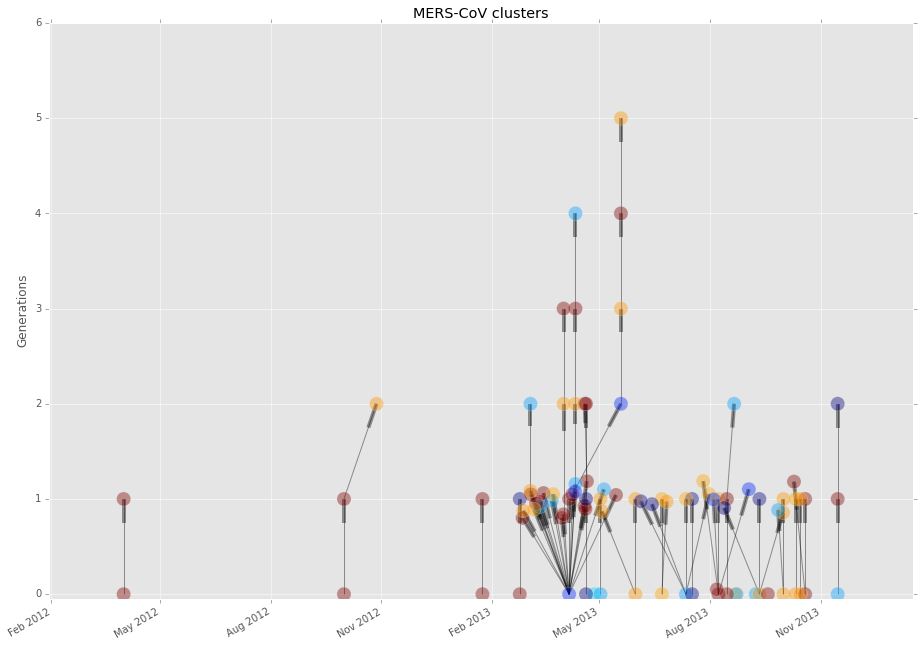 MERS-CoV clusters
6
5
4
3
2
1
0
Generations
Feb 2012
May 2012
Aug 2012
Nov 2012
Feb 2013
May 2013
Aug 2013
Nov 2013